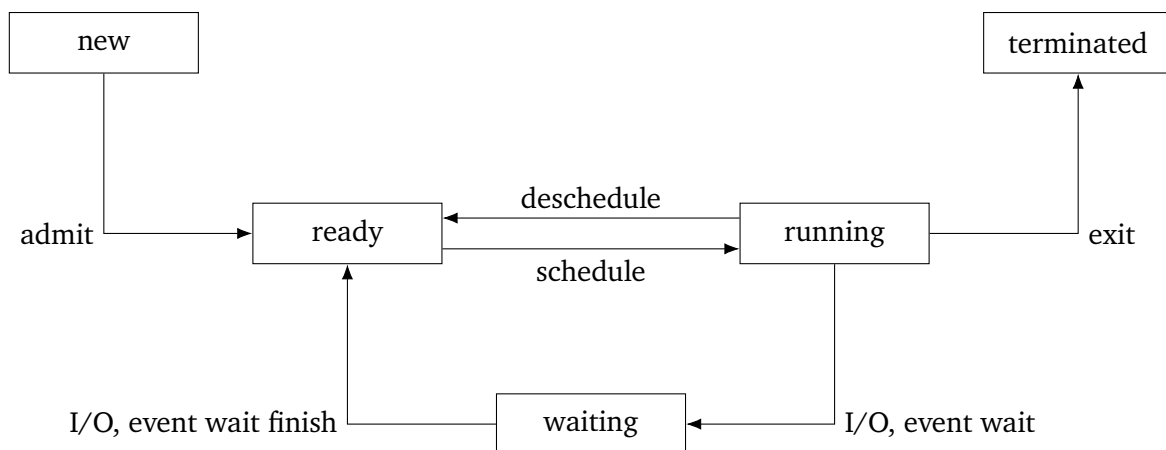 new
terminated
deschedule
admit
ready
running
exit
schedule
I/O, event wait finish
waiting
I/O, event wait